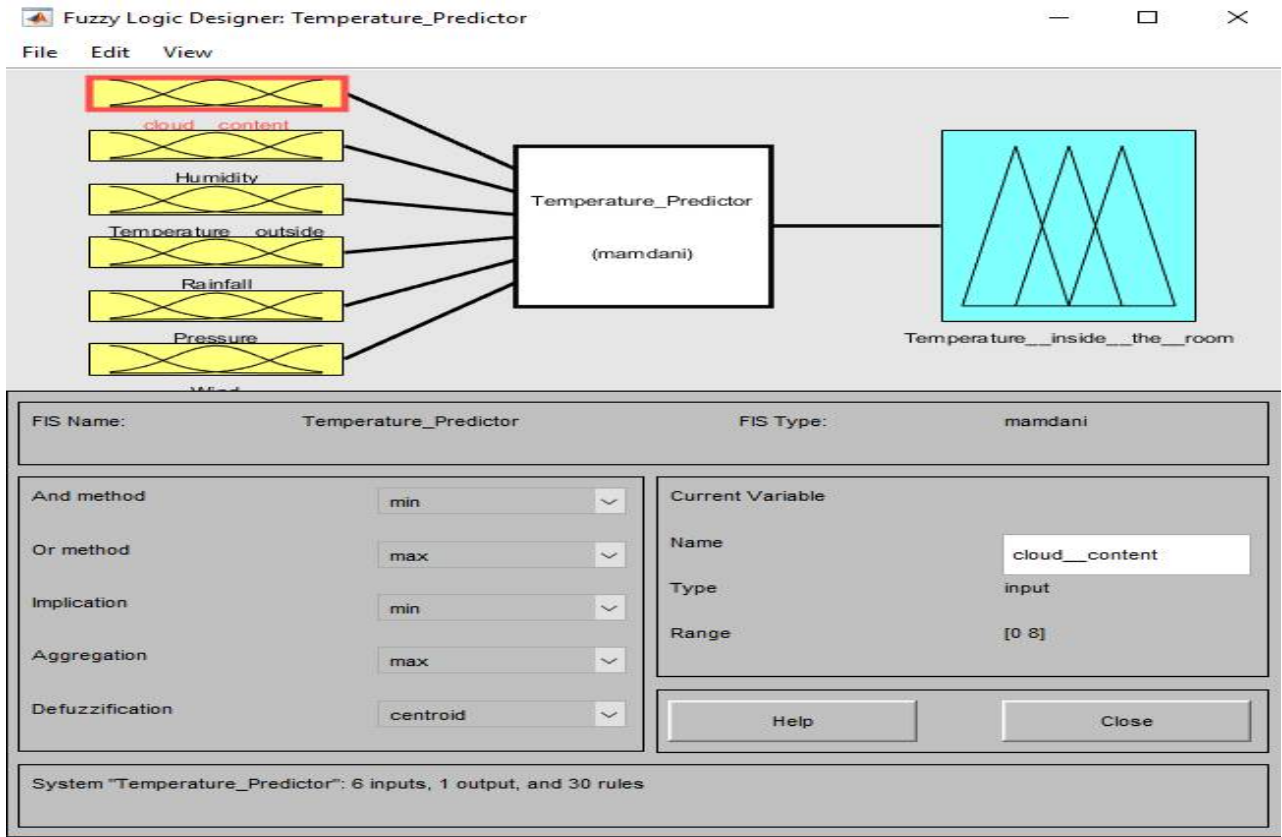 Fuzzy Logic Designer: Temperature_Predictor
File Edit View
cloud__content
Humidity
Temperature__outside
Rainfall
Pressure
Wind
Temperature_Predictor
(mamdani)
Temperature__inside__the__room
FIS Name: Temperature_Predictor FIS Type: mamdani
And method min
Or method max
Implication min
Aggregation max
Defuzzification centroid
Current Variable
Name cloud__content
Type input
Range [0 8]
Help Close
System "Temperature_Predictor": 6 inputs, 1 output, and 30 rules